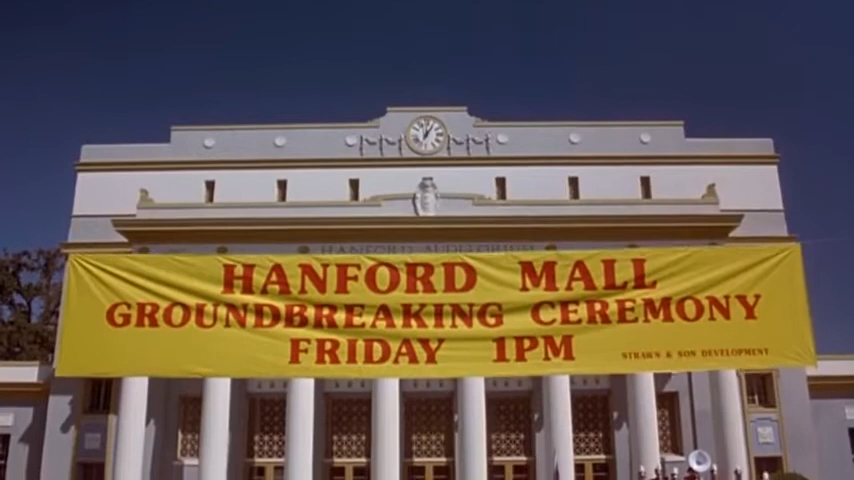 HANFORD AUDITORIUM
HANFORD MALL
GROUNDBREAKING CEREMONY
FRIDAY 1PM
STRAWN & SON DEVELOPMENT